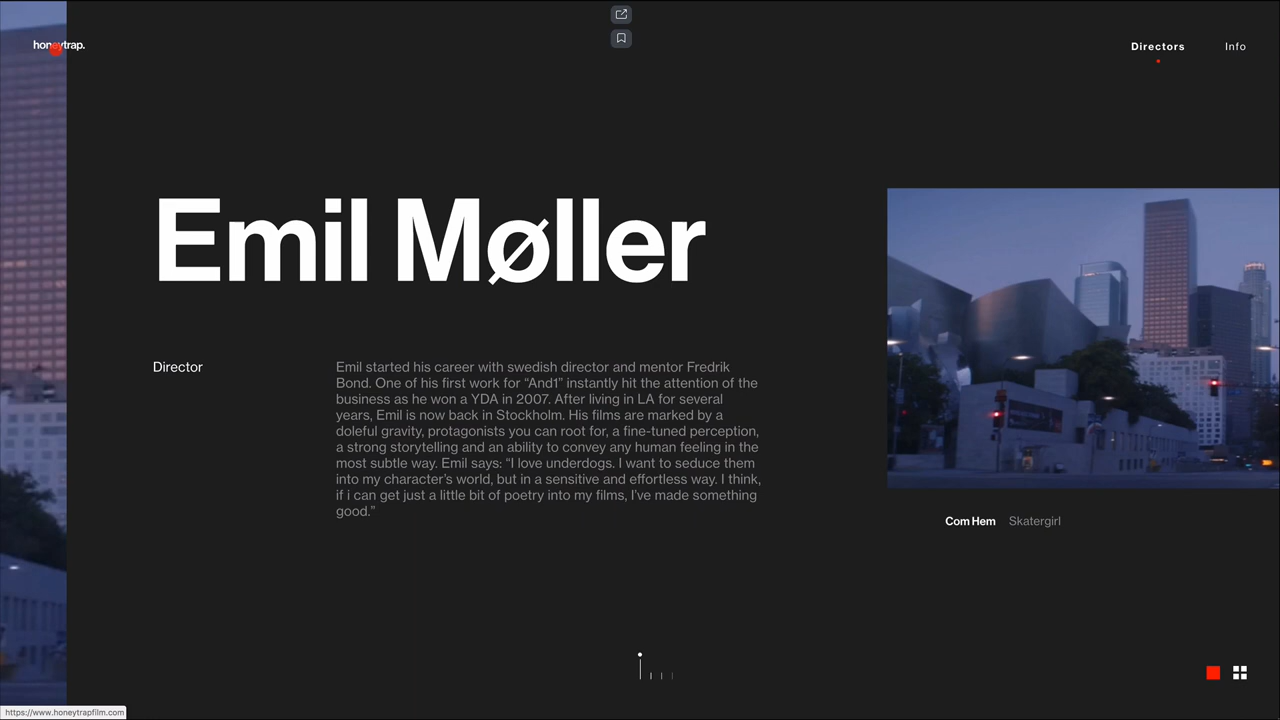 honeytrap.
Directors
Info
Emil Møller
Director
Emil started his career with swedish director and mentor Fredrik
Bond. One of his first work for “And1” instantly hit the attention of the
business as he won a YDA in 2007. After living in LA for several
years, Emil is now back in Stockholm. His films are marked by a
doleful gravity, protagonists you can root for, a fine-tuned perception,
a strong storytelling and an ability to convey any human feeling in the
most subtle way. Emil says: “I love underdogs. I want to seduce them
into my character’s world, but in a sensitive and effortless way. I think,
if i can get just a little bit of poetry into my films, I’ve made something
good.”
Com Hem Skatergirl
https://www.honeytrapfilm.com